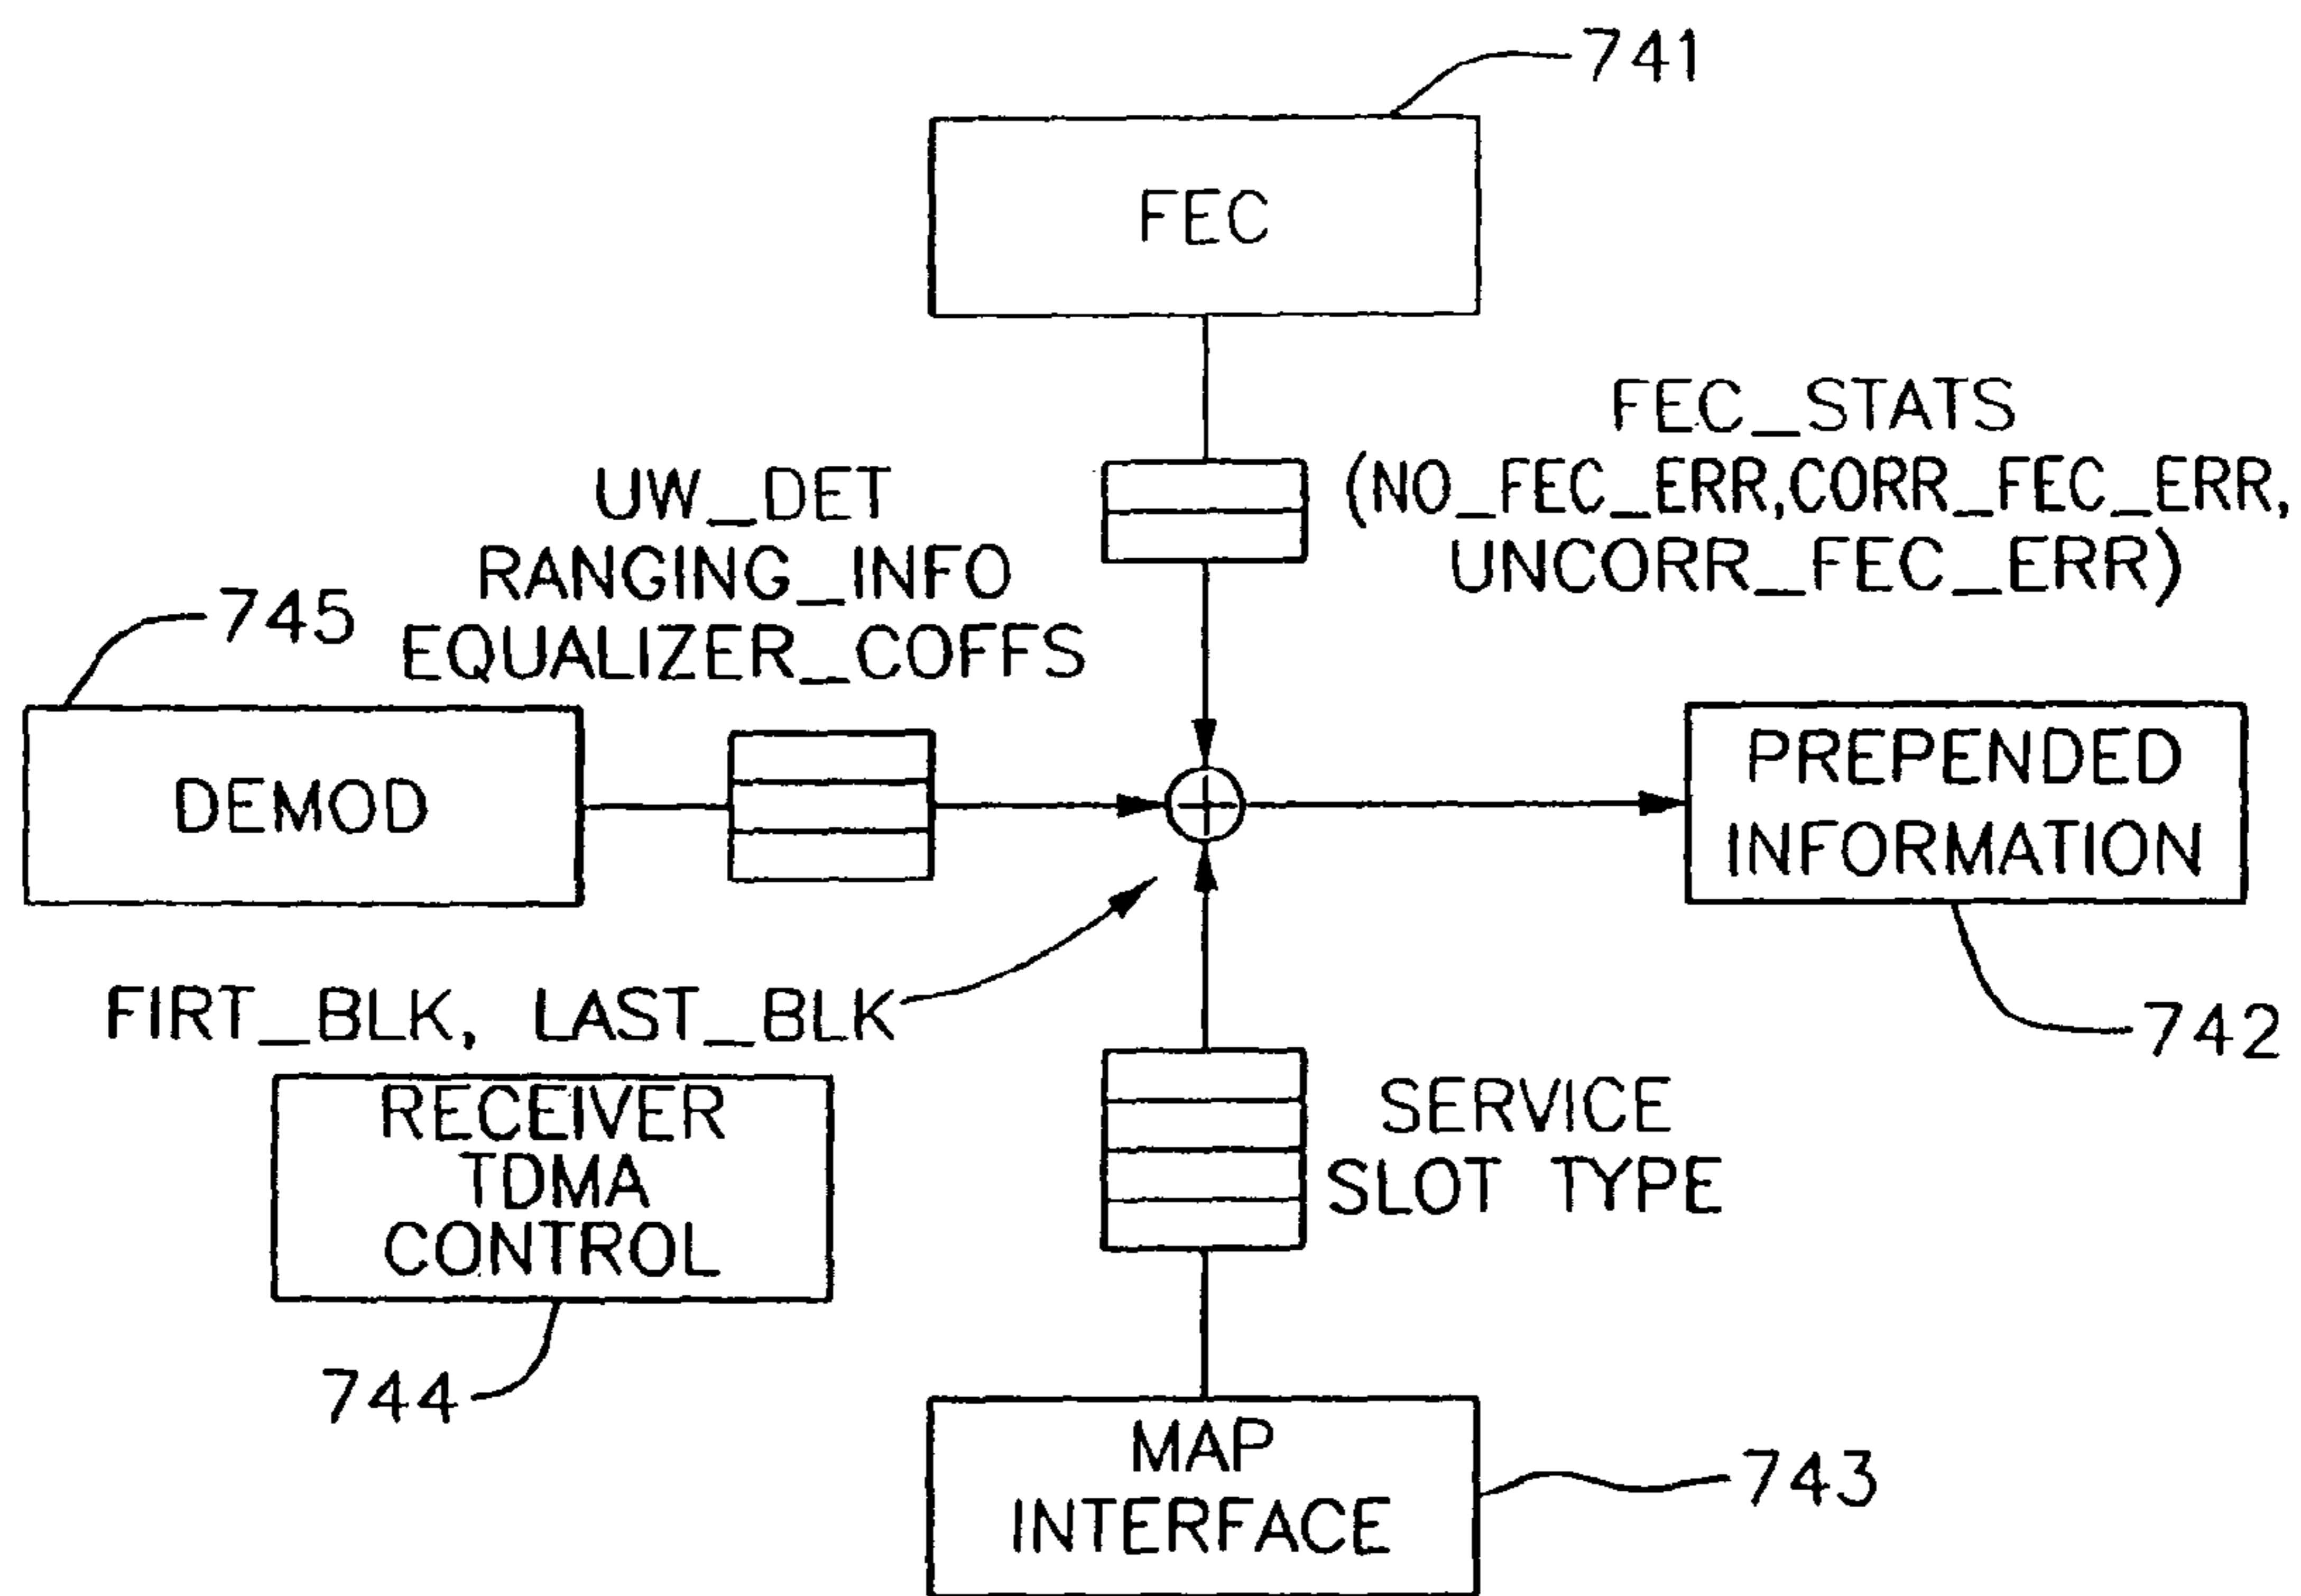 741
FEC
FEC_STATS
(NO_FEC_ERR,CORR_FEC_ERR,
UNCORR_FEC_ERR)
UW_DET
RANGING_INFO
EQUALIZER_COFFS
745
DEMOD
PREPENDED
INFORMATION
742
FIRT_BLK, LAST_BLK
RECEIVER
TDMA
CONTROL
744
SERVICE
SLOT TYPE
MAP
INTERFACE
743